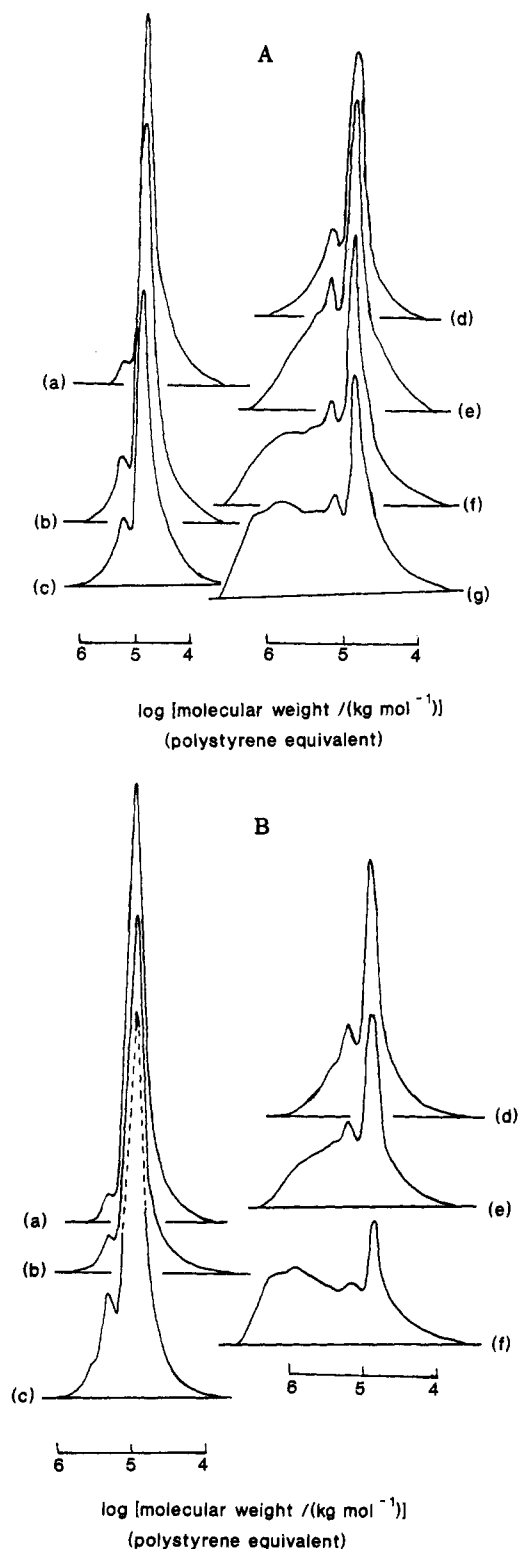 A
(a)
(b)
(c)
(d)
(e)
(f)
(g)
6 5 4
6 5 4
log [molecular weight /(kg mol⁻¹)]
(polystyrene equivalent)
B
(a)
(b)
(c)
(d)
(e)
(f)
6 5 4
6 5 4
log [molecular weight /(kg mol⁻¹)]
(polystyrene equivalent)